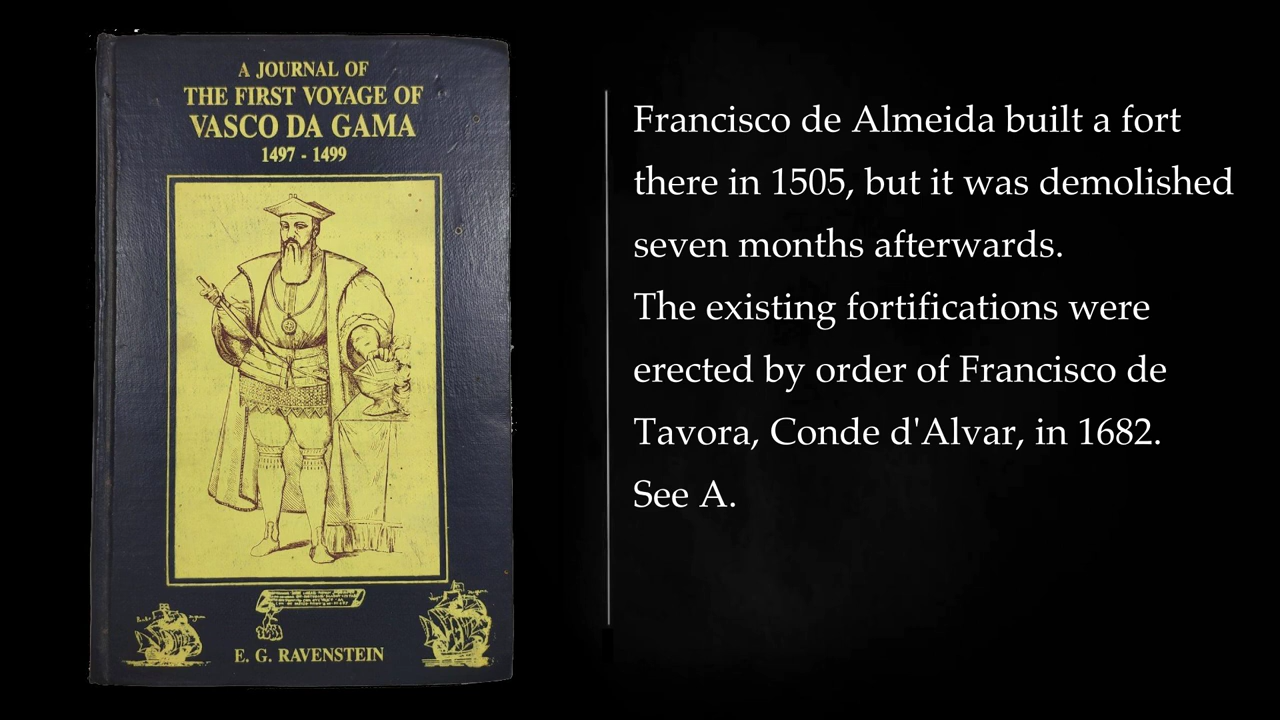 A JOURNAL OF
THE FIRST VOYAGE OF
VASCO DA GAMA
1497 - 1499
E. G. RAVENSTEIN
Francisco de Almeida built a fort
there in 1505, but it was demolished
seven months afterwards.
The existing fortifications were
erected by order of Francisco de
Tavora, Conde d'Alvar, in 1682.
See A.